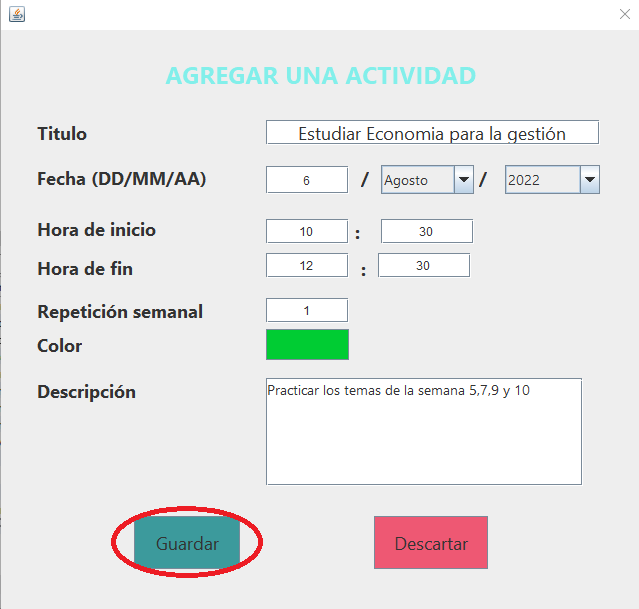 AGREGAR UNA ACTIVIDAD
Titulo Estudiar Economia para la gestión
Fecha (DD/MM/AA) 6 / Agosto / 2022
Hora de inicio 10 : 30
Hora de fin 12 : 30
Repetición semanal 1
Color
Descripción Practicar los temas de la semana 5,7,9 y 10
Guardar Descartar